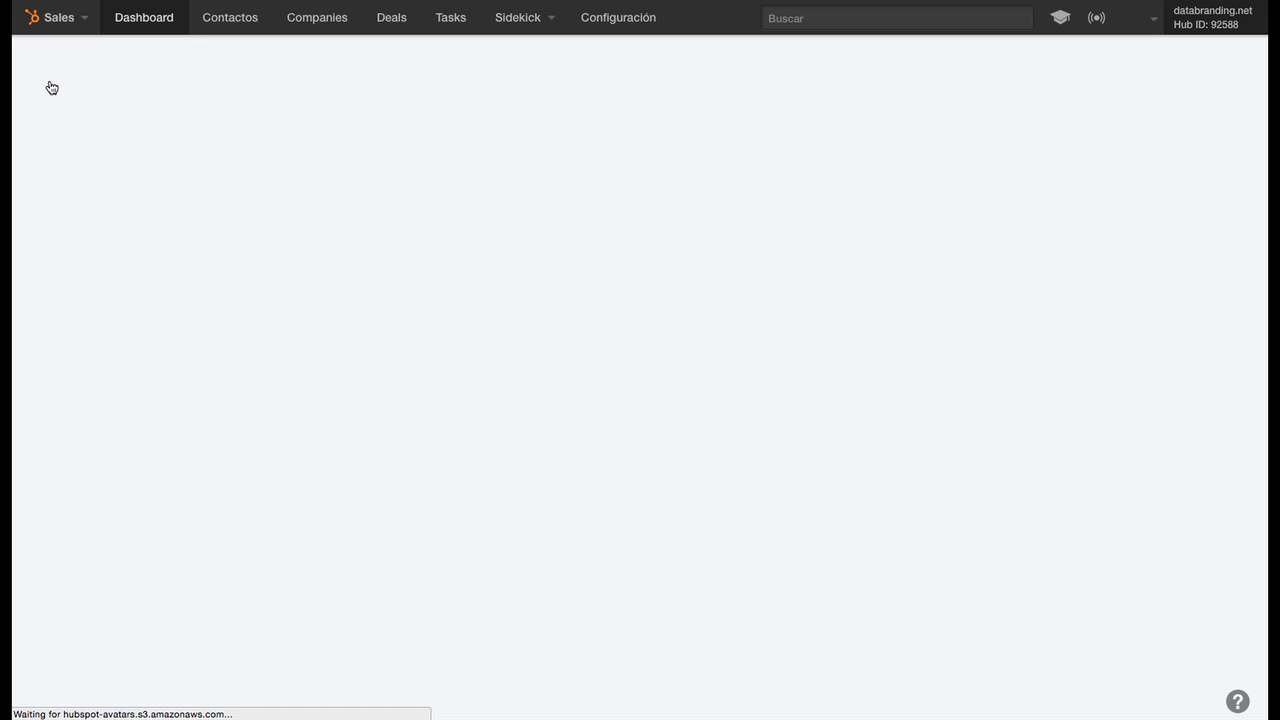 Sales Dashboard Contactos Companies Deals Tasks Sidekick Configuración Buscar databranding.net
Hub ID: 92588
?
Waiting for hubspot-avatars.s3.amazonaws.com...